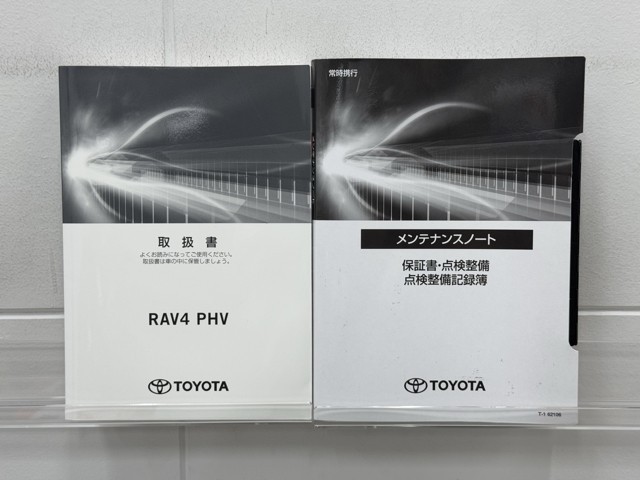 取扱書
よくお読みになってご使用ください。
取扱書は車の中に保管しましょう。
RAV4 PHV
TOYOTA
常時携行
メンテナンスノート
保証書・点検整備
点検整備記録簿
TOYOTA